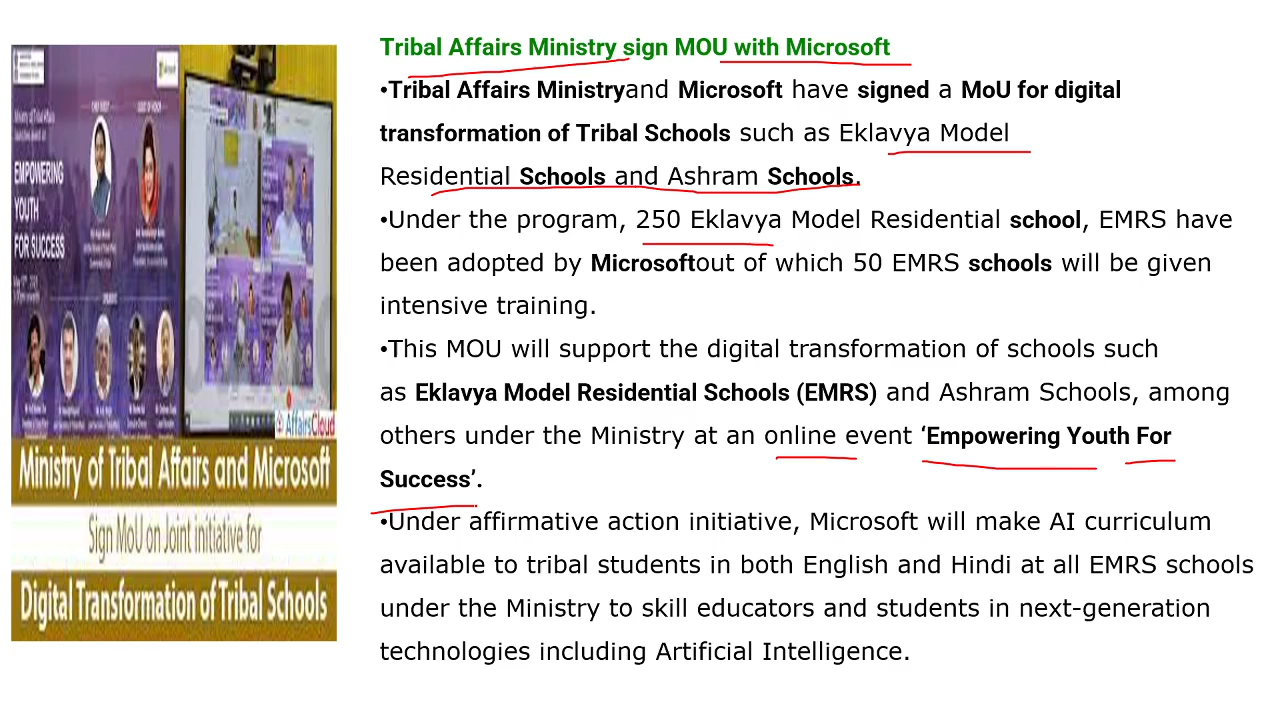 Tribal Affairs Ministry sign MOU with Microsoft
•Tribal Affairs Ministryand Microsoft have signed a MoU for digital
transformation of Tribal Schools such as Eklavya Model
Residential Schools and Ashram Schools.
•Under the program, 250 Eklavya Model Residential school, EMRS have
been adopted by Microsoftout of which 50 EMRS schools will be given
intensive training.
•This MOU will support the digital transformation of schools such
as Eklavya Model Residential Schools (EMRS) and Ashram Schools, among
others under the Ministry at an online event ‘Empowering Youth For
Success’.
•Under affirmative action initiative, Microsoft will make AI curriculum
available to tribal students in both English and Hindi at all EMRS schools
under the Ministry to skill educators and students in next-generation
technologies including Artificial Intelligence.
EMPOWERING
YOUTH
FOR SUCCESS
AffairsCloud
Ministry of Tribal Affairs and Microsoft
Sign MoU on Joint initiative for
Digital Transformation of Tribal Schools